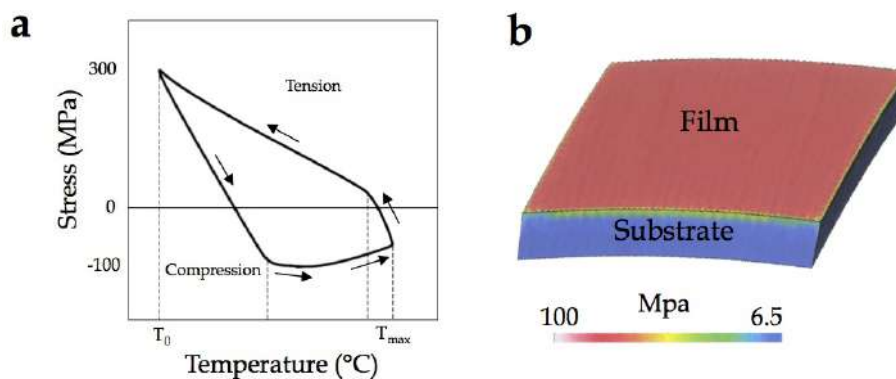 a
300
Tension
Stress (MPa)
0
Compression
-100
T0
Tmax
Temperature (°C)
b
Film
Substrate
Mpa
100
6.5